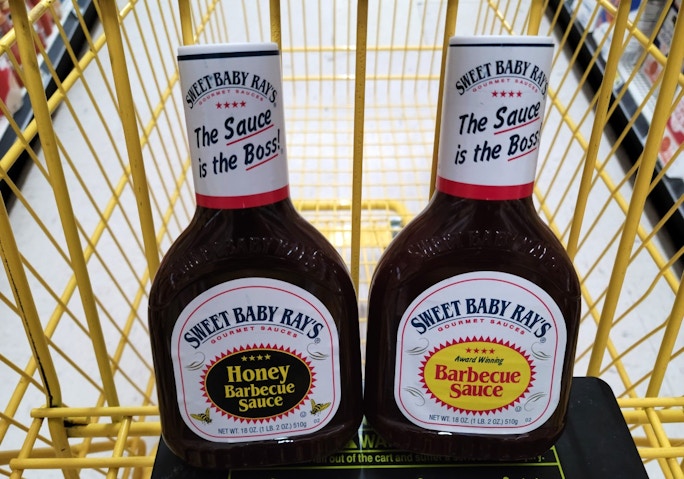 SWEET BABY RAY'S
GOURMET SAUCES
The Sauce
is the Boss!
SWEET BABY RAY'S
GOURMET SAUCES
Honey
Barbecue
Sauce
NET WT. 18 OZ. (1 LB. 2 OZ.) 510g
SWEET BABY RAY'S
GOURMET SAUCES
The Sauce
is the Boss!
SWEET BABY RAY'S
SWEET BABY RAY'S
GOURMET SAUCES
Award Winning
Barbecue
Sauce
NET WT. 18 OZ. (1 LB. 2 OZ.) 510g
out of the cart and